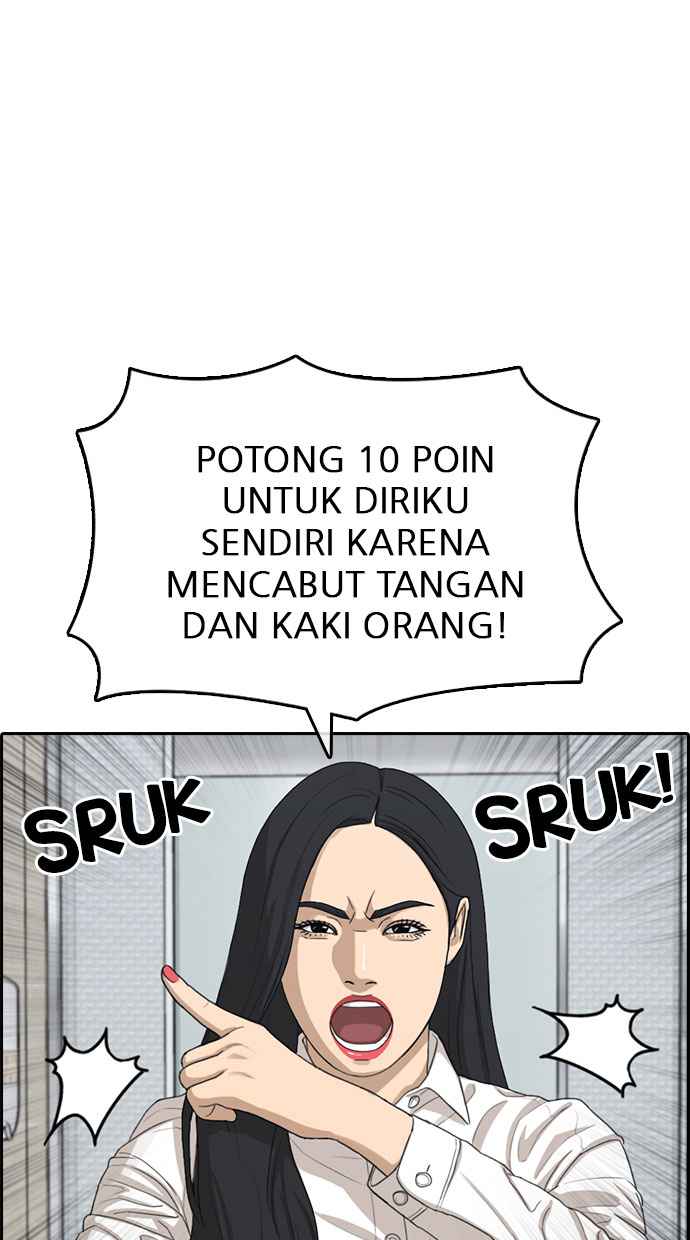 POTONG 10 POIN
UNTUK DIRIKU
SENDIRI KARENA
MENCABUT TANGAN
DAN KAKI ORANG!
SRUK
SRUK!